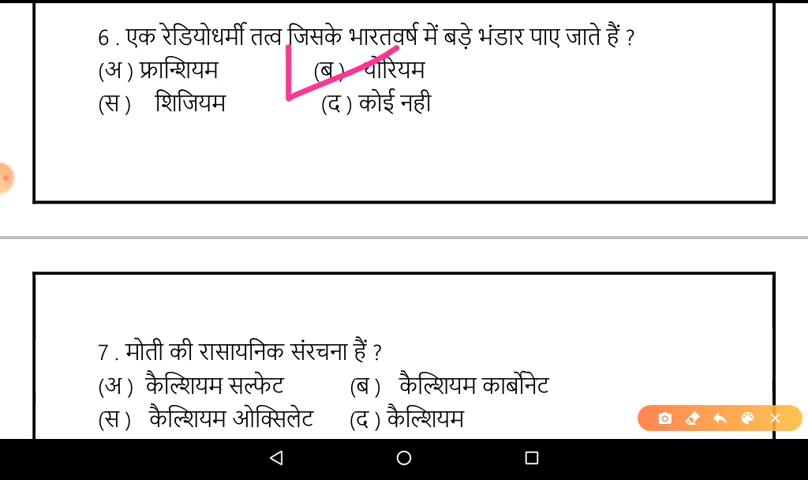 6 . एक रेडियोधर्मी तत्व जिसके भारतवर्ष में बड़े भंडार पाए जाते हैं ?
(अ ) फ्रान्शियम (ब ) थोरियम
(स ) शिजियम (द ) कोई नही
7 . मोती की रासायनिक संरचना हैं ?
(अ ) कैल्शियम सल्फेट (ब ) कैल्शियम कार्बोनेट
(स ) कैल्शियम ओक्सिलेट (द ) कैल्शियम